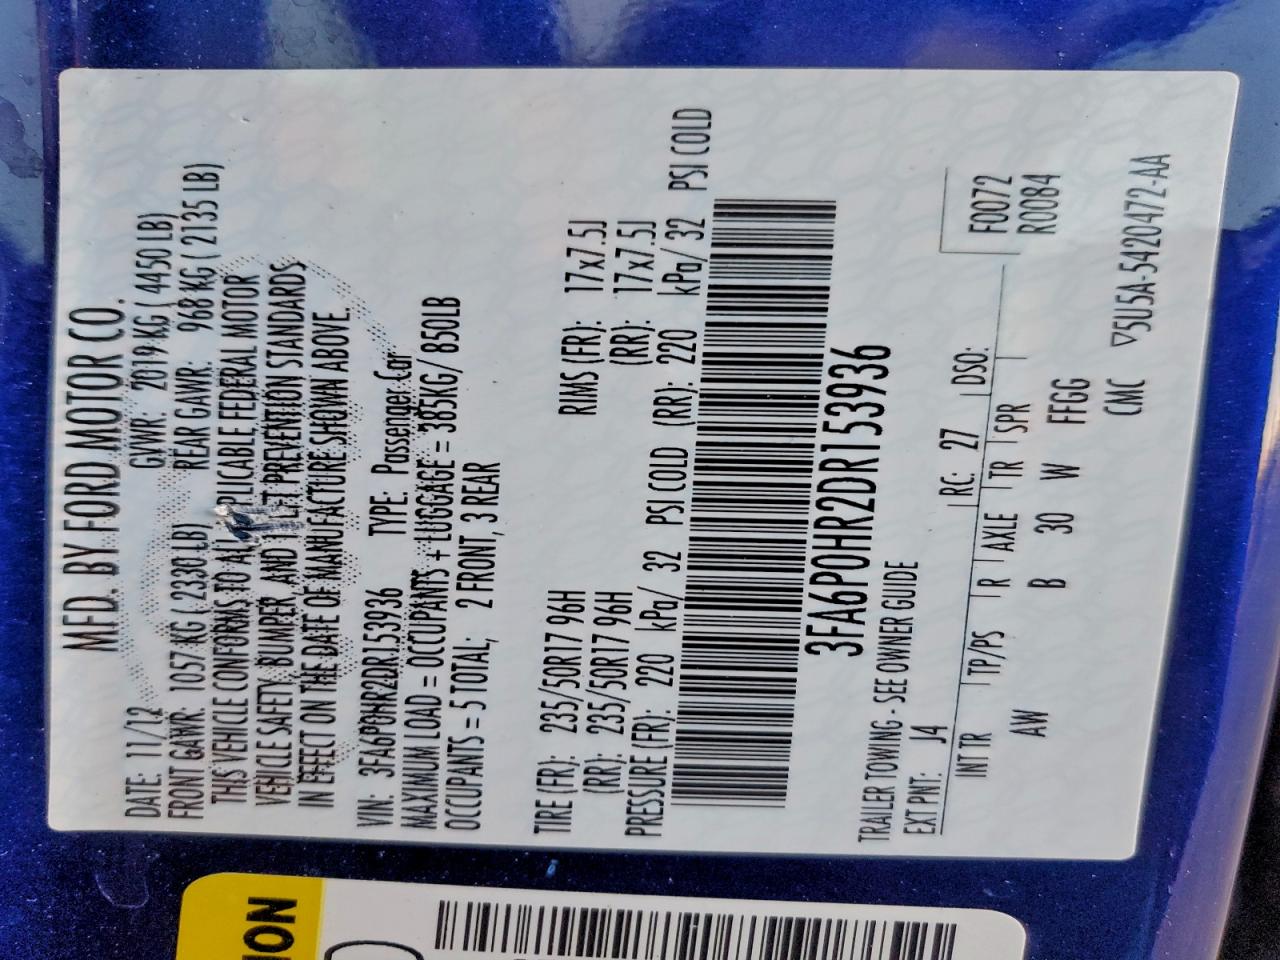 MFD. BY FORD MOTOR CO.
DATE: 11/12 GVWR: 2019 KG ( 4450 LB)
FRONT GAWR: 1057 KG ( 2330 LB) REAR GAWR: 968 KG ( 2135 LB)
THIS VEHICLE CONFORMS TO APPLICABLE FEDERAL MOTOR
VEHICLE SAFETY, BUMPER, AND PREVENTION STANDARDS
IN EFFECT ON THE DATE OF MANUFACTURE SHOWN ABOVE.
VIN: 3FA6P0HR2DR153936 TYPE: Passenger Car
MAXIMUM LOAD = OCCUPANTS + LUGGAGE = 385KG/ 850LB
OCCUPANTS = 5 TOTAL; 2 FRONT, 3 REAR
TIRE (FR): 235/50R17 96H RIMS (FR): 17x7.5J
(RR): 235/50R17 96H (RR): 17x7.5J
PRESSURE (FR): 220 kPa/ 32 PSI COLD (RR): 220 kPa/ 32 PSI COLD
3FA6P0HR2DR153936
TRAILER TOWING - SEE OWNER GUIDE
EXT PNT: J4 RC: 27 DSO: F0072
R0084
INT TR TP/PS R AXLE TR SPR
AW B 30 W FFGG
CMC ▽5U5A-5420472-AA
ION